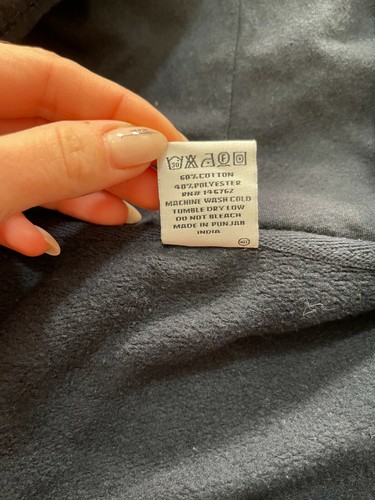 30
60%COTTON
40%POLYESTER
RN# 146762
MACHINE WASH COLD
TUMBLE DRY LOW
DO NOT BLEACH
MADE IN PUNJAB
INDIA